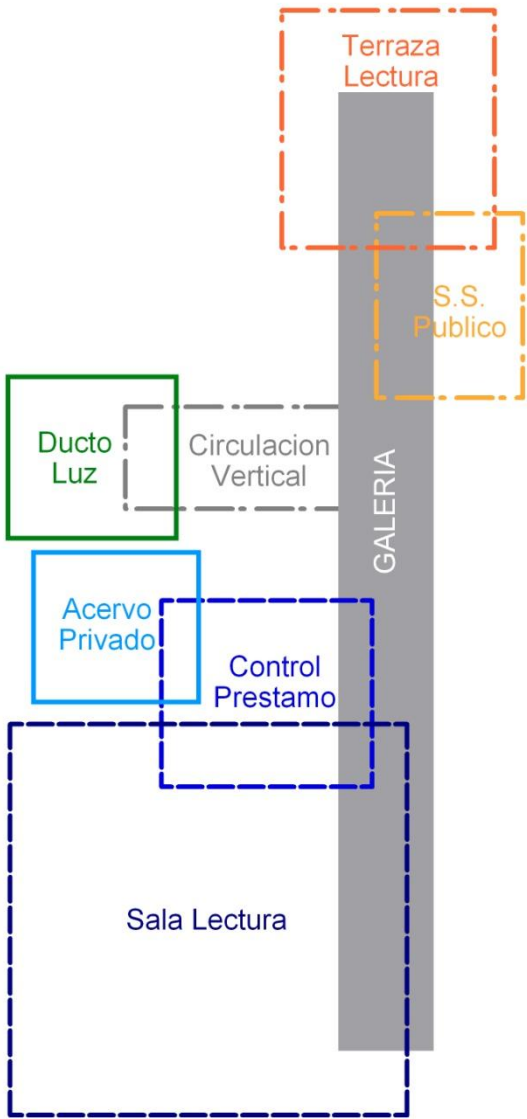 Terraza
Lectura
S.S.
Publico
Ducto
Luz
Circulacion
Vertical
GALERIA
Acervo
Privado
Control
Prestamo
Sala Lectura